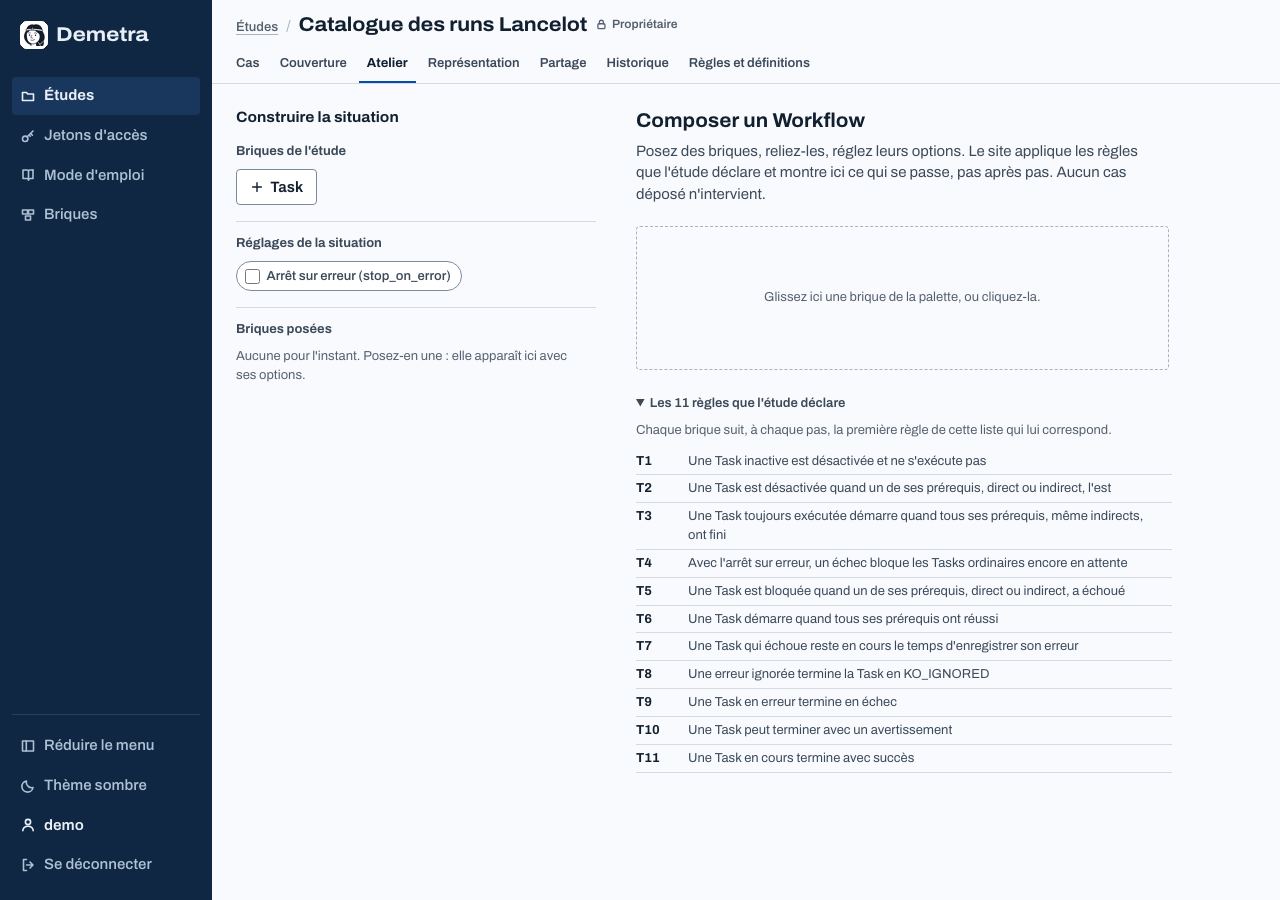 Demetra
Études
Jetons d'accès
Mode d'emploi
Briques
Réduire le menu
Thème sombre
demo
Se déconnecter
Études / Catalogue des runs Lancelot Propriétaire
Cas Couverture Atelier Représentation Partage Historique Règles et définitions
Construire la situation
Briques de l'étude
+ Task
Réglages de la situation
Arrêt sur erreur (stop_on_error)
Briques posées
Aucune pour l'instant. Posez-en une : elle apparaît ici avec
ses options.
Composer un Workflow
Posez des briques, reliez-les, réglez leurs options. Le site applique les règles
que l'étude déclare et montre ici ce qui se passe, pas après pas. Aucun cas
déposé n'intervient.
Glissez ici une brique de la palette, ou cliquez-la.
▼ Les 11 règles que l'étude déclare
Chaque brique suit, à chaque pas, la première règle de cette liste qui lui correspond.
T1 Une Task inactive est désactivée et ne s'exécute pas
T2 Une Task est désactivée quand un de ses prérequis, direct ou indirect, l'est
T3 Une Task toujours exécutée démarre quand tous ses prérequis, même indirects,
ont fini
T4 Avec l'arrêt sur erreur, un échec bloque les Tasks ordinaires encore en attente
T5 Une Task est bloquée quand un de ses prérequis, direct ou indirect, a échoué
T6 Une Task démarre quand tous ses prérequis ont réussi
T7 Une Task qui échoue reste en cours le temps d'enregistrer son erreur
T8 Une erreur ignorée termine la Task en KO_IGNORED
T9 Une Task en erreur termine en échec
T10 Une Task peut terminer avec un avertissement
T11 Une Task en cours termine avec succès